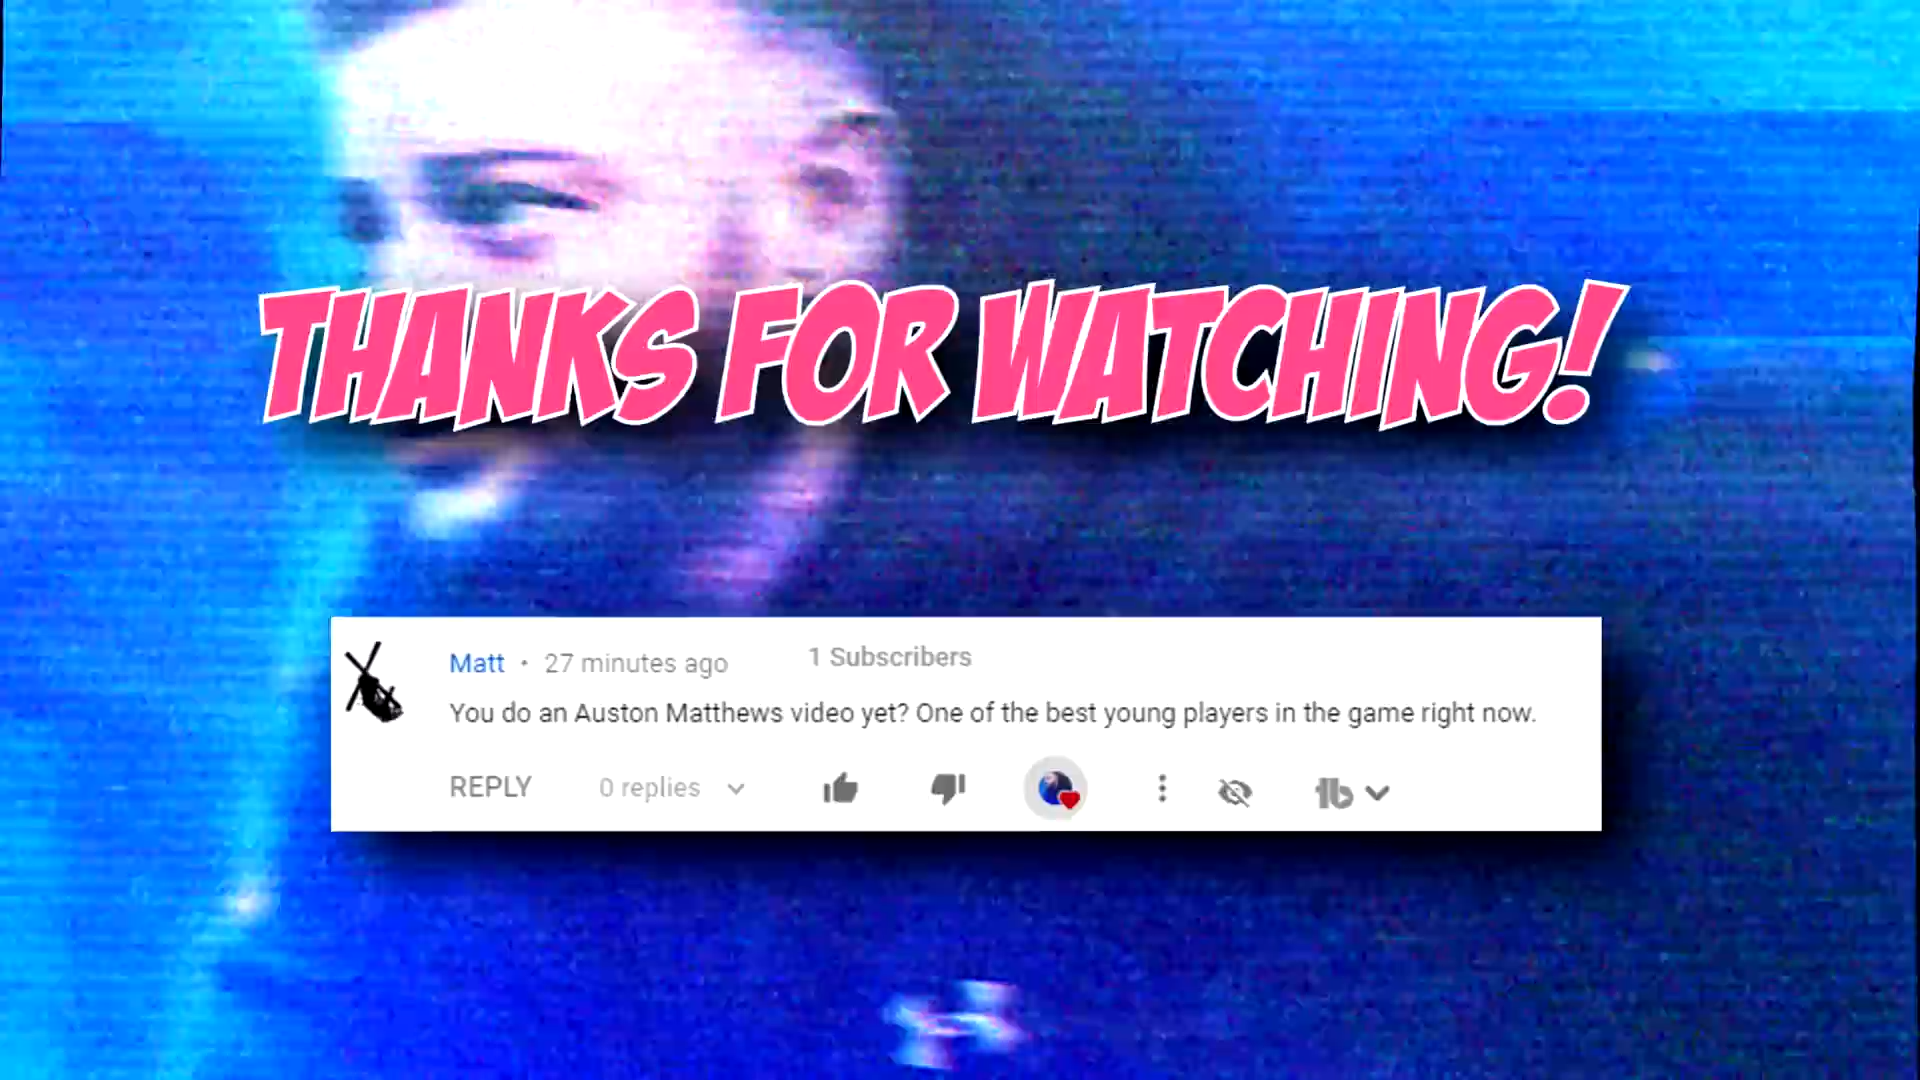 THANKS FOR WATCHING!
Matt • 27 minutes ago 1 Subscribers
You do an Auston Matthews video yet? One of the best young players in the game right now.
REPLY 0 replies